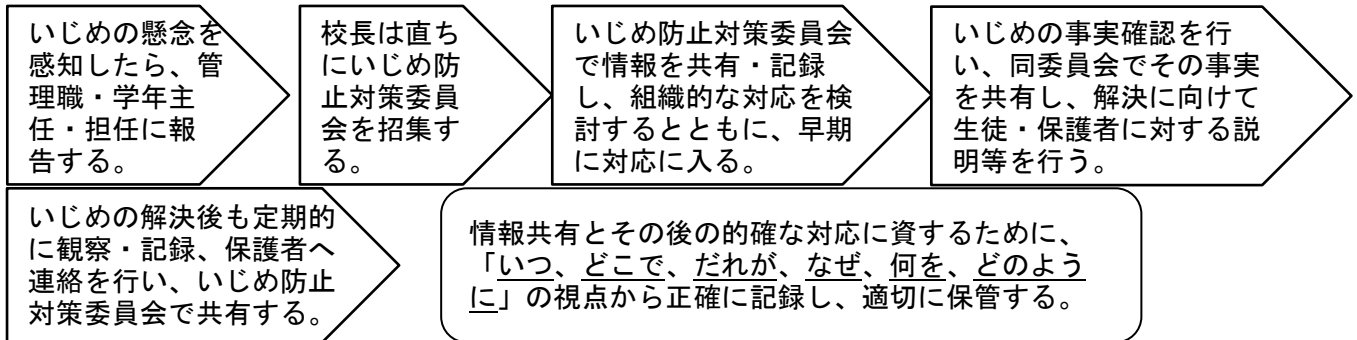 いじめの懸念を
感知したら、管
理職・学年主
任・担任に報
告する。
校長は直ち
にいじめ防
止対策委員
会を招集す
る。
いじめ防止対策委員会
で情報を共有・記録
し、組織的な対応を検
討するとともに、早期
に対応に入る。
いじめの事実確認を行
い、同委員会でその事実
を共有し、解決に向けて
生徒・保護者に対する説
明等を行う。
いじめの解決後も定期的
に観察・記録、保護者へ
連絡を行い、いじめ防止
対策委員会で共有する。
情報共有とその後の的確な対応に資するために、
「いつ、どこで、だれが、なぜ、何を、どのよう
に」の視点から正確に記録し、適切に保管する。